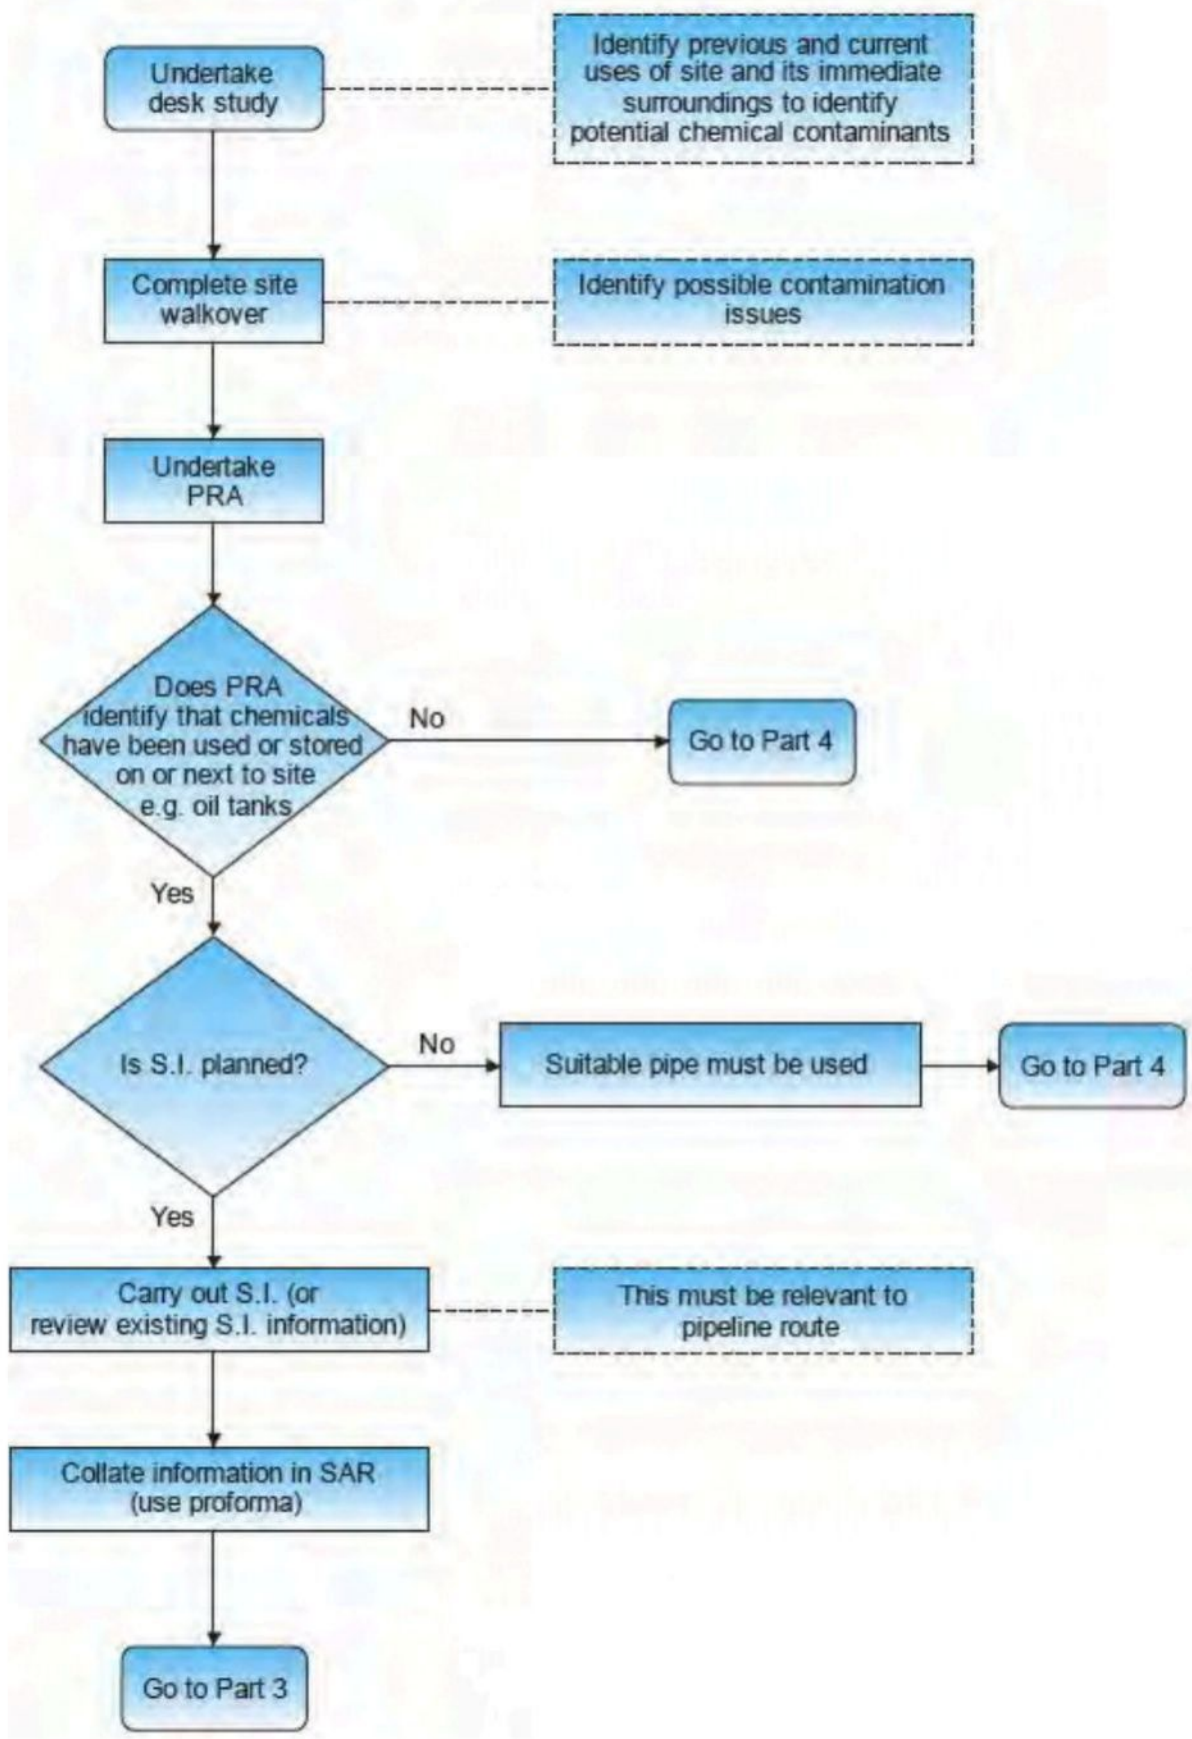 Undertake
desk study
Identify previous and current
uses of site and its immediate
surroundings to identify
potential chemical contaminants
Complete site
walkover
Identify possible contamination
issues
Undertake
PRA
Does PRA
identify that chemicals
have been used or stored
on or next to site
e.g. oil tanks
No
Go to Part 4
Yes
Is S.I. planned?
No
Suitable pipe must be used
Go to Part 4
Yes
Carry out S.I. (or
review existing S.I. information)
This must be relevant to
pipeline route
Collate information in SAR
(use proforma)
Go to Part 3